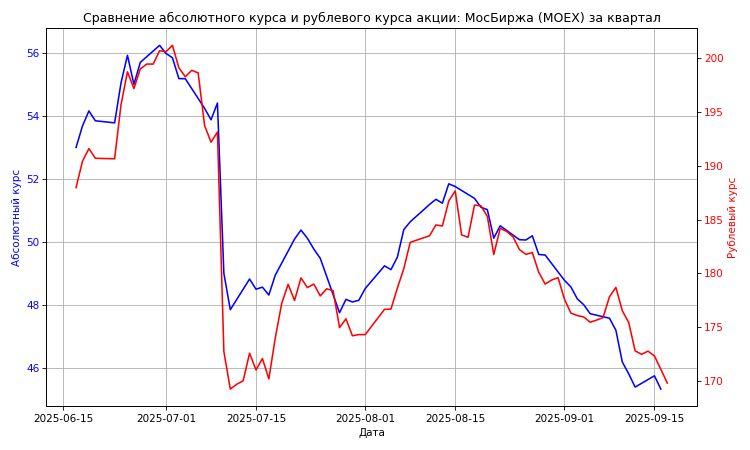 Сравнение абсолютного курса и рублевого курса акции: МосБиржа (MOEX) за квартал
Абсолютный курс
56
54
52
50
48
46
200
195
190
185
180
175
170
Рублевый курс
2025-06-15 2025-07-01 2025-07-15 2025-08-01 2025-08-15 2025-09-01 2025-09-15
Дата